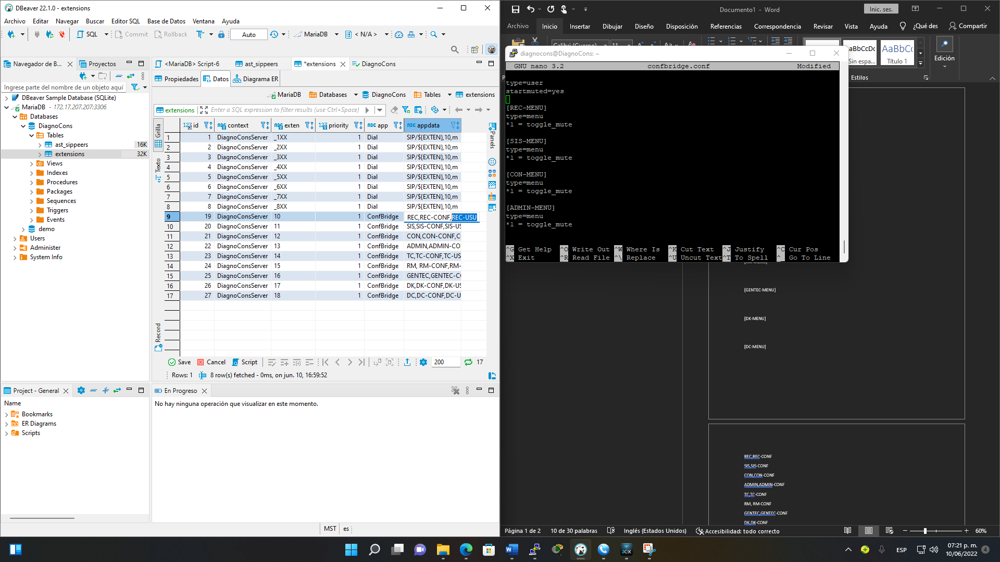 DBeaver 22.1.0 - extensions
Archivo Editar Navegar Buscar Editor SQL Base de Datos Ventana Ayuda
SQL Commit Rollback Auto MariaDB < N/A >
Navegador de B... Proyectos
Ingrese parte del nombre de un objeto aquí
DBeaver Sample Database (SQLite)
MariaDB - 172.17.207.207:3306
Databases
DiagnoCons
Tables
ast_sippeers 16K
extensions 32K
Views
Indexes
Procedures
Packages
Sequences
Triggers
Events
demo
Users
Administer
System Info
<MariaDB> Script-6 ast_sippeers *extensions DiagnoCons
Propiedades Datos Diagrama ER
MariaDB Databases DiagnoCons Tables extensions
extensions Enter a SQL expression to filter results (use Ctrl+Space)
Grilla
Texto
Record
Panels
123 id ABC context ABC exten 123 priority ABC app ABC appdata
1 1 DiagnoConsServer _1XX 1 Dial SIP/${EXTEN},10,m
2 2 DiagnoConsServer _2XX 1 Dial SIP/${EXTEN},10,m
3 3 DiagnoConsServer _3XX 1 Dial SIP/${EXTEN},10,m
4 4 DiagnoConsServer _4XX 1 Dial SIP/${EXTEN},10,m
5 5 DiagnoConsServer _5XX 1 Dial SIP/${EXTEN},10,m
6 6 DiagnoConsServer _6XX 1 Dial SIP/${EXTEN},10,m
7 7 DiagnoConsServer _7XX 1 Dial SIP/${EXTEN},10,m
8 8 DiagnoConsServer _8XX 1 Dial SIP/${EXTEN},10,m
9 19 DiagnoConsServer 10 1 ConfBridge REC,REC-CONF,REC-USU
10 20 DiagnoConsServer 11 1 ConfBridge SIS,SIS-CONF,SIS-US
11 21 DiagnoConsServer 12 1 ConfBridge CON,CON-CONF,C
12 22 DiagnoConsServer 13 1 ConfBridge ADMIN,ADMIN-CO
13 23 DiagnoConsServer 14 1 ConfBridge TC,TC-CONF,TC-US
14 24 DiagnoConsServer 15 1 ConfBridge RM, RM-CONF,RM-
15 25 DiagnoConsServer 16 1 ConfBridge GENTEC,GENTEC-C
16 26 DiagnoConsServer 17 1 ConfBridge DK,DK-CONF,DK-US
17 27 DiagnoConsServer 18 1 ConfBridge DC,DC-CONF,DC-U
Save Cancel Script 200 17
Rows: 1 8 row(s) fetched - 0ms, on jun. 10, 16:59:52
Project - General
Name
Bookmarks
ER Diagrams
Scripts
En Progreso
No hay ninguna operación que visualizar en este momento.
MST es
Documento1 - Word Inic. ses.
Archivo Inicio Insertar Dibujar Diseño Disposición Referencias Correspondencia Revisar Vista Ayuda ¿Qué des Compartir
Calibri (Cuerpo) 11
AaBbCcDc AaBbCc
Sin espa... Título 1
Edición
Estilos
diagnocons@DiagnoCons: ~
GNU nano 3.2 confbridge.conf Modified
type=user
startmuted=yes
[REC-MENU]
type=menu
*1 = toggle_mute
[SIS-MENU]
type=menu
*1 = toggle_mute
[CON-MENU]
type=menu
*1 = toggle_mute
[ADMIN-MENU]
type=menu
*1 = toggle_mute
^G Get Help ^O Write Out ^W Where Is ^K Cut Text ^J Justify ^C Cur Pos
^X Exit ^R Read File ^\ Replace ^U Uncut Text ^T To Spell ^_ Go To Line
[RM-MENU]
[GENTEC-MENU]
[DK-MENU]
[DC-MENU]
REC,REC-CONF
SIS,SIS-CONF
CON,CON-CONF
ADMIN,ADMIN-CONF
TC,TC-CONF
RM, RM-CONF
GENTEC,GENTEC-CONF
DK,DK-CONF
Página 1 de 2 10 de 30 palabras Inglés (Estados Unidos) Accesibilidad: todo correcto 60%
3CX
ESP
07:21 p. m.
10/06/2022
4